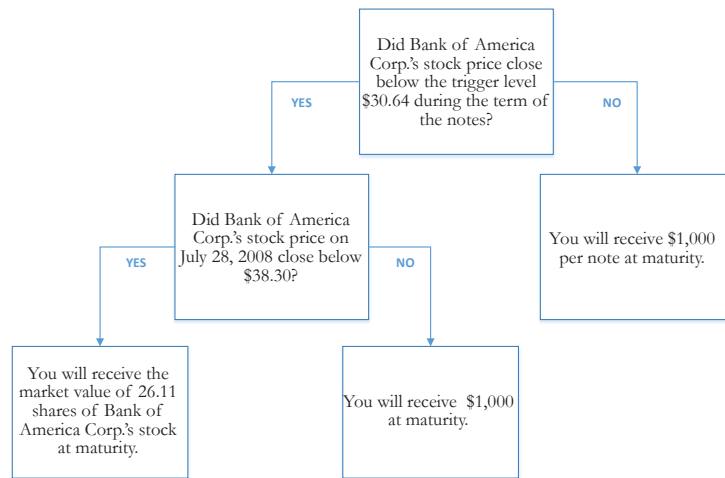 Did Bank of America
Corp.'s stock price close
below the trigger level
$30.64 during the term of
the notes?
YES
NO
Did Bank of America
Corp.'s stock price on
July 28, 2008 close below
$38.30?
You will receive $1,000
per note at maturity.
YES
NO
You will receive the
market value of 26.11
shares of Bank of
America Corp.'s stock
at maturity.
You will receive $1,000
at maturity.